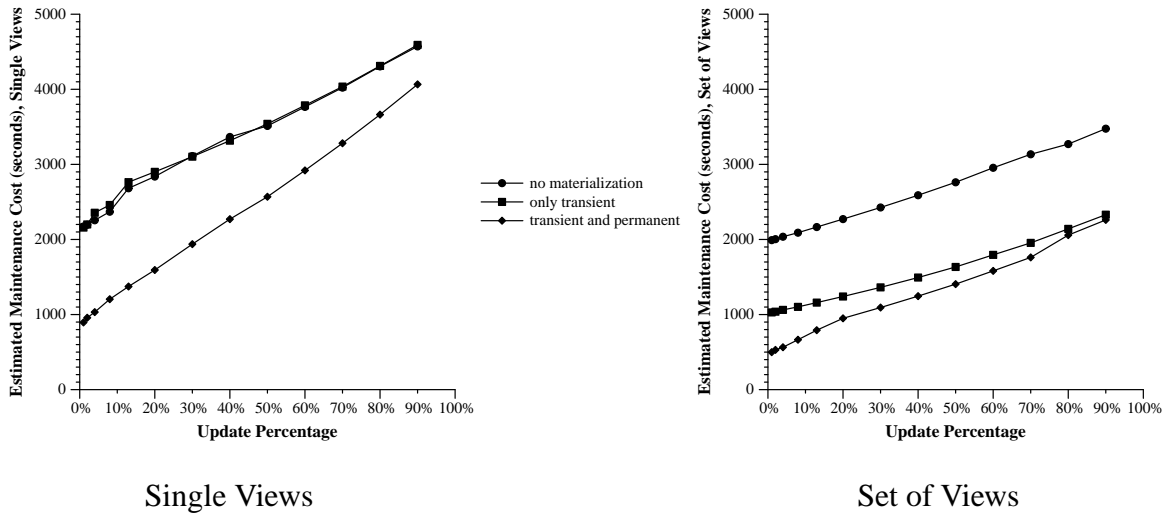 Estimated Maintenance Cost (seconds), Single Views
5000
4000
3000
2000
1000
0
0% 10% 20% 30% 40% 50% 60% 70% 80% 90% 100%
Update Percentage
no materialization
only transient
transient and permanent
Estimated Maintenance Cost (seconds), Set of Views
5000
4000
3000
2000
1000
0
0% 10% 20% 30% 40% 50% 60% 70% 80% 90% 100%
Update Percentage
Single Views
Set of Views